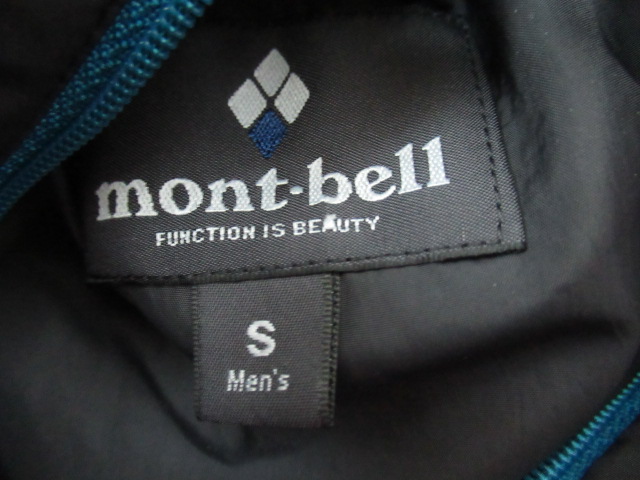 mont-bell
FUNCTION IS BEAUTY
S
Men's